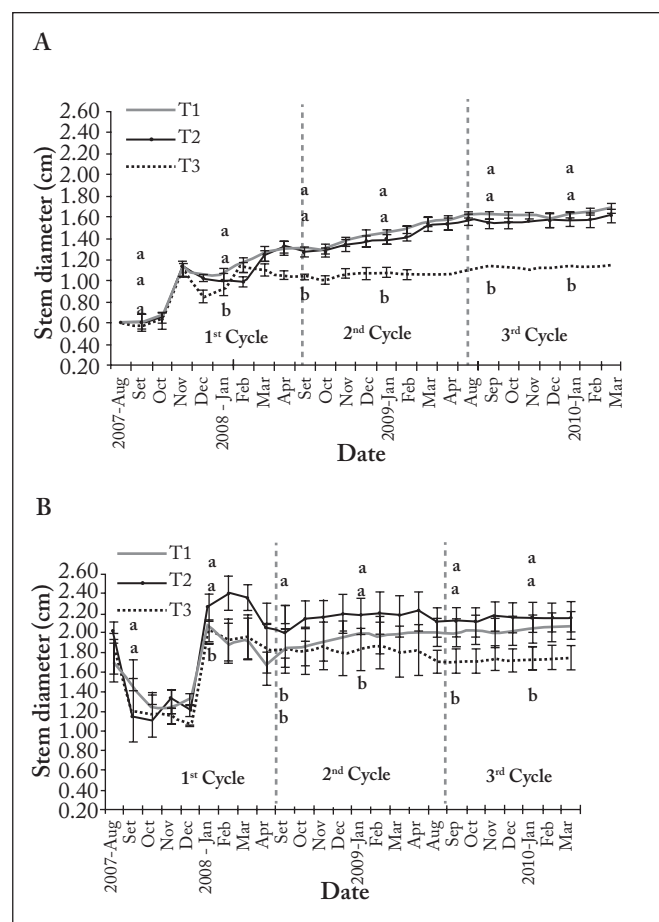 A
2.60
2.40
2.20
2.00
1.80
1.60
1.40
1.20
1.00
0.80
0.60
0.40
0.20
Stem diameter (cm)
T1
T2
T3
a
a
a
a
a
b
a
a
b
a
a
b
a
a
b
a
a
b
1st Cycle
2nd Cycle
3rd Cycle
2007-Aug
Set
Oct
Nov
Dec
2008 - Jan
Feb
Mar
Apr
Set
Oct
Nov
Dec
2009-Jan
Feb
Mar
Apr
Aug
Sep
Oct
Nov
Dec
2010-Jan
Feb
Mar
Date
B
2.60
2.40
2.20
2.00
1.80
1.60
1.40
1.20
1.00
0.80
0.60
0.40
0.20
Stem diameter (cm)
T1
T2
T3
a
a
a
a
b
a
b
b
a
a
b
a
a
b
a
a
b
1st Cycle
2nd Cycle
3rd Cycle
2007-Aug
Set
Oct
Nov
Dec
2008 - Jan
Feb
Mar
Apr
Set
Oct
Nov
Dec
2009-Jan
Feb
Mar
Apr
Aug
Sep
Oct
Nov
Dec
2010-Jan
Feb
Mar
Date